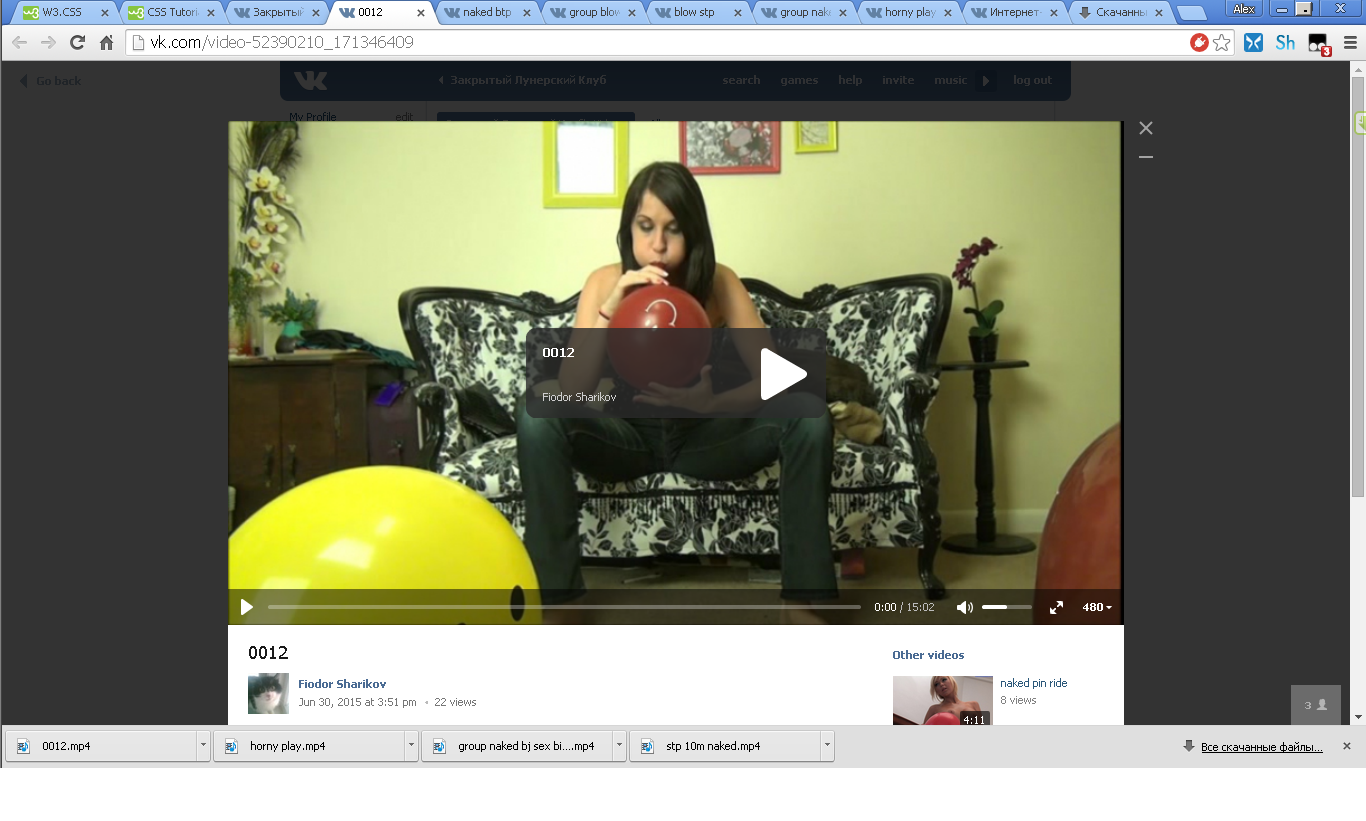 W3.CSS
CSS Tutori
Закрытый
0012
naked btp
group blow
blow stp
group nak
horny play
Интернет-
Скачанны
Alex
vk.com/video-52390210_171346409
Sh
3
Go back
Закрытый Лунерский Клуб
search
games
help
invite
music
log out
My Profile
edit
0012
Fiodor Sharikov
0:00 / 15:02
480
0012
Fiodor Sharikov
Jun 30, 2015 at 3:51 pm • 22 views
Other videos
naked pin ride
8 views
4:11
3
0012.mp4
horny play.mp4
group naked bj sex bi....mp4
stp 10m naked.mp4
Все скачанные файлы...